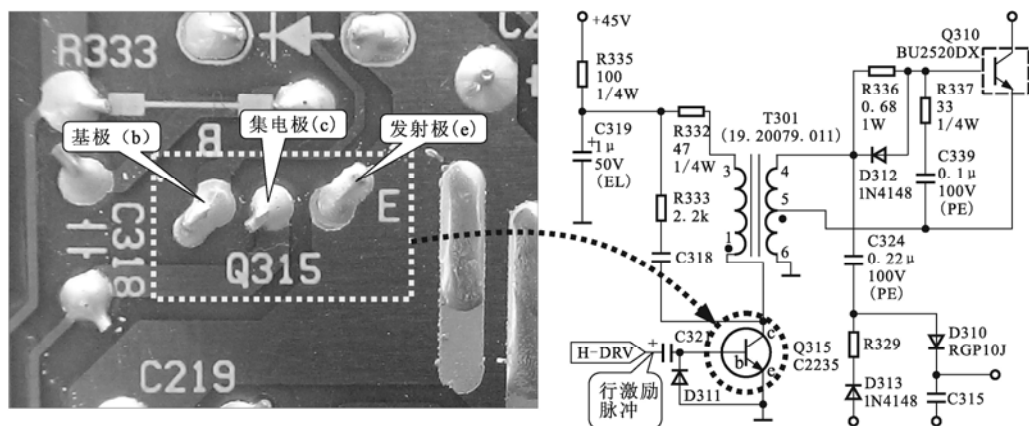 R333
基极（b）
集电极(c)
发射极(e)
B
E
C318
Q315
C219
+45V
R335
100
1/4W
C319
+
1μ
50V
(EL)
R332
47
1/4W
R333
2.2k
C318
T301
(19.20079.011)
3
1
4
5
6
Q310
BU2520DX
R336
0.68
1W
R337
33
1/4W
D312
1N4148
C339
0.1μ
100V
(PE)
C324
0.22μ
100V
(PE)
H-DRV
+
C321
行激励
脉冲
D311
b
c
e
Q315
C2235
R329
D313
1N4148
D310
RGP10J
C315